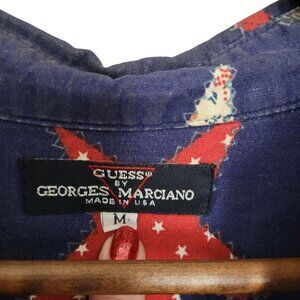 GUESS®
BY
GEORGES MARCIANO
MADE IN USA
M